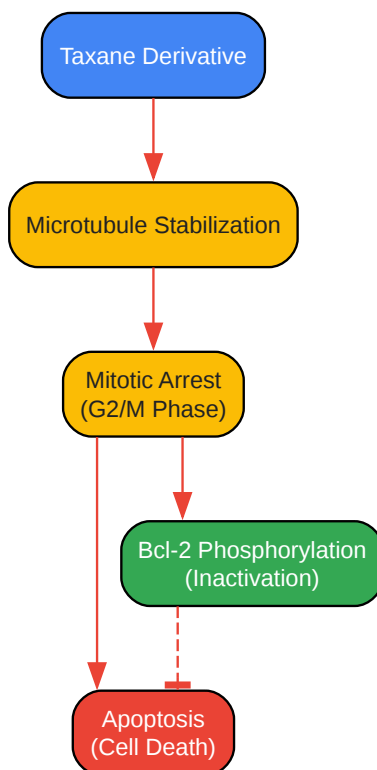 Taxane Derivative
Microtubule Stabilization
Mitotic Arrest
(G2/M Phase)
Bcl-2 Phosphorylation
(Inactivation)
Apoptosis
(Cell Death)